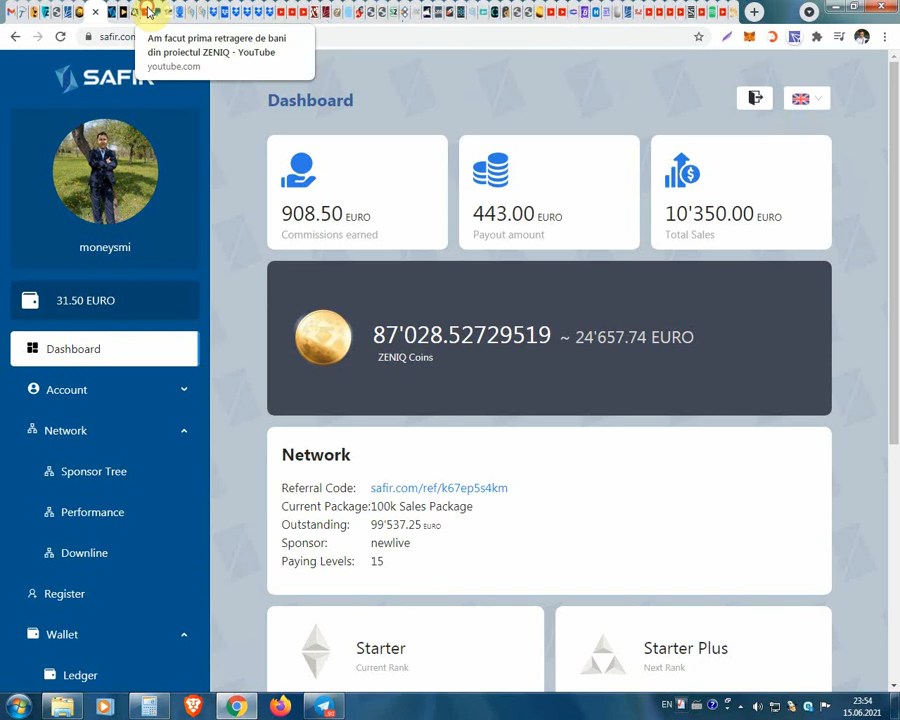 safir.com
Am facut prima retragere de bani
din proiectul ZENIQ - YouTube
youtube.com
SAFIR
Dashboard
moneysmi
31.50 EURO
Dashboard
Account
Network
Sponsor Tree
Performance
Downline
Register
Wallet
Ledger
908.50 EURO
Commissions earned
443.00 EURO
Payout amount
10'350.00 EURO
Total Sales
87'028.52729519 ~ 24'657.74 EURO
ZENIQ Coins
Network
Referral Code: safir.com/ref/k67ep5s4km
Current Package:100k Sales Package
Outstanding: 99'537.25 EURO
Sponsor: newlive
Paying Levels: 15
Starter
Current Rank
Starter Plus
Next Rank
EN
23:54
15.06.2021